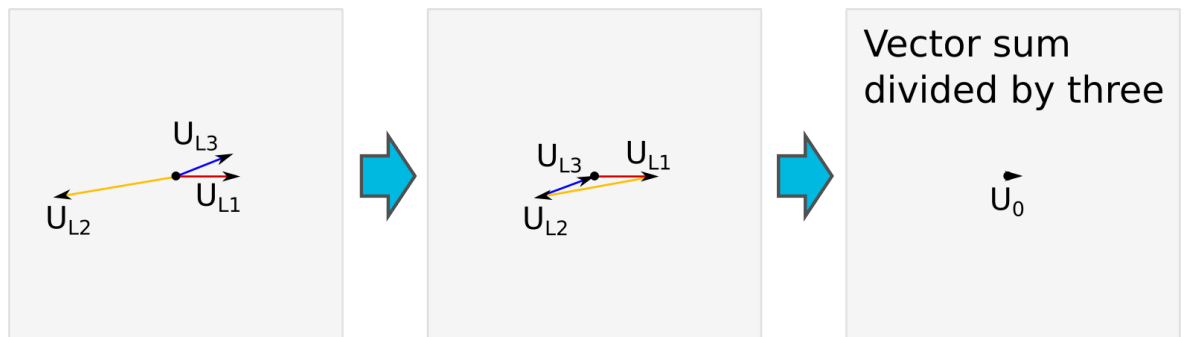 U_L3
U_L1
U_L2
U_L3
U_L1
U_L2
Vector sum
divided by three
U_0